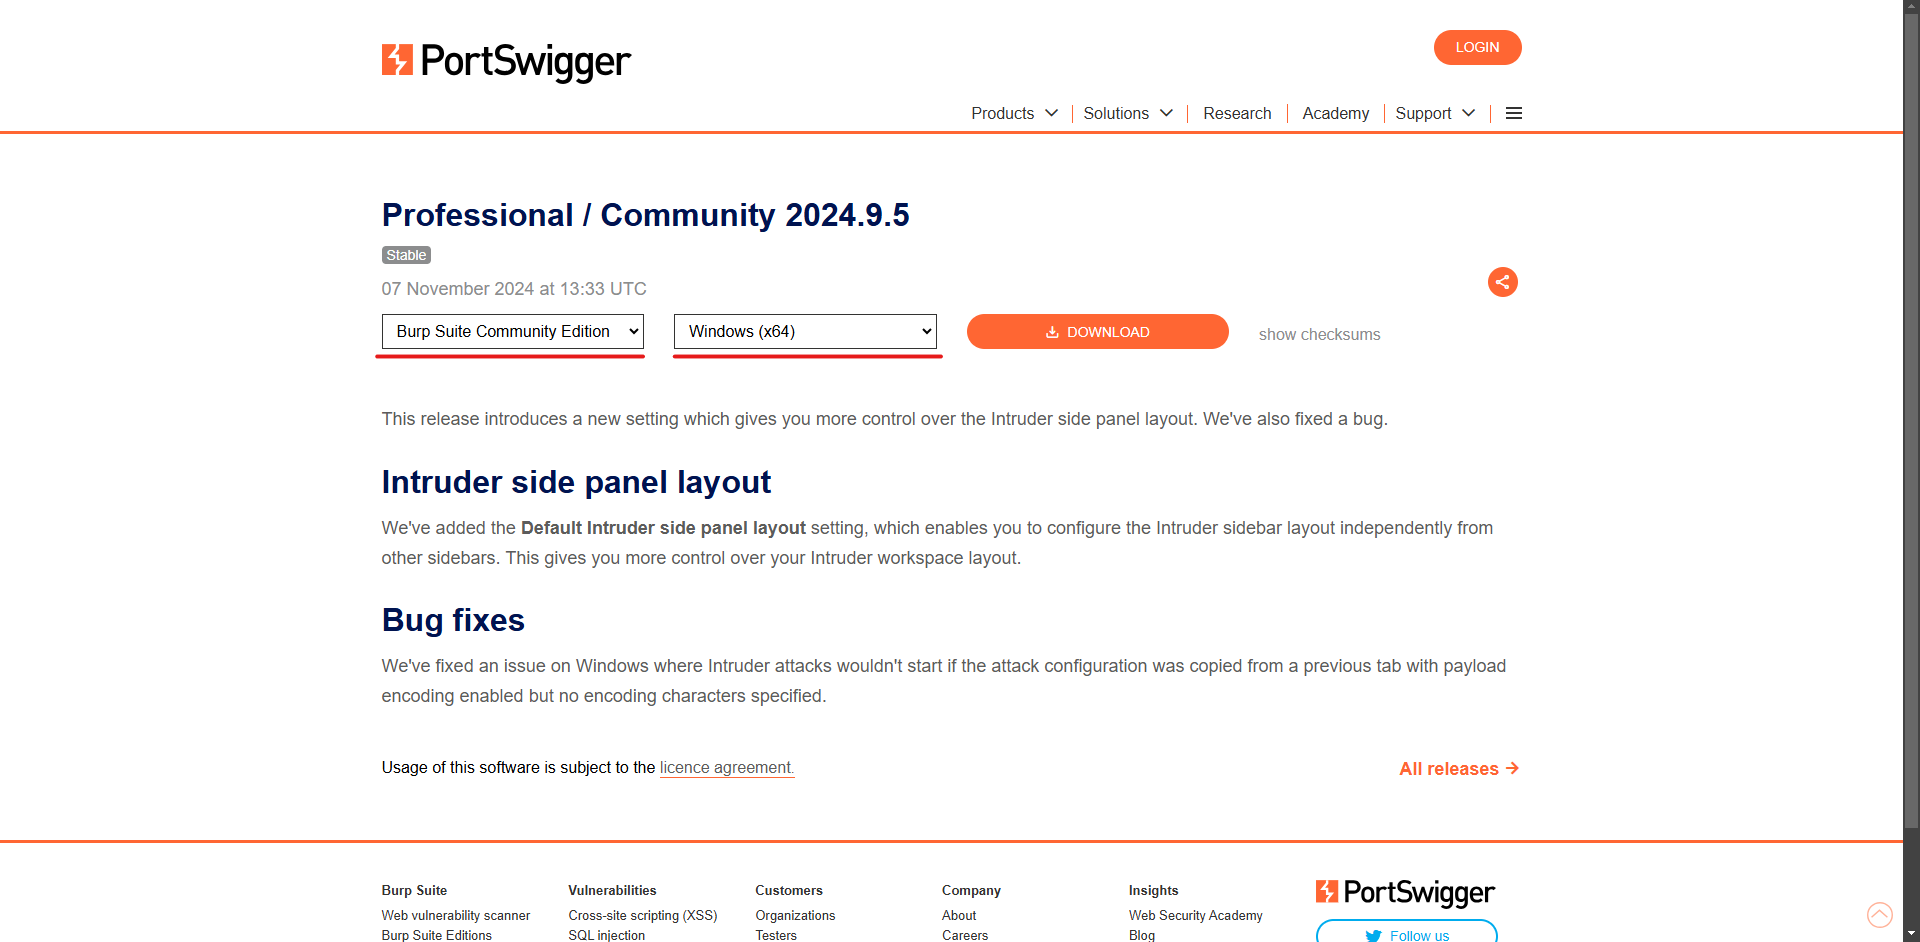 PortSwigger
LOGIN
Products
Solutions
Research
Academy
Support
Professional / Community 2024.9.5
Stable
07 November 2024 at 13:33 UTC
Burp Suite Community Edition
Windows (x64)
DOWNLOAD
show checksums
This release introduces a new setting which gives you more control over the Intruder side panel layout. We've also fixed a bug.
Intruder side panel layout
We've added the Default Intruder side panel layout setting, which enables you to configure the Intruder sidebar layout independently from
other sidebars. This gives you more control over your Intruder workspace layout.
Bug fixes
We've fixed an issue on Windows where Intruder attacks wouldn't start if the attack configuration was copied from a previous tab with payload
encoding enabled but no encoding characters specified.
Usage of this software is subject to the licence agreement.
All releases
Burp Suite
Web vulnerability scanner
Burp Suite Editions
Vulnerabilities
Cross-site scripting (XSS)
SQL injection
Customers
Organizations
Testers
Company
About
Careers
Insights
Web Security Academy
Blog
PortSwigger
Follow us